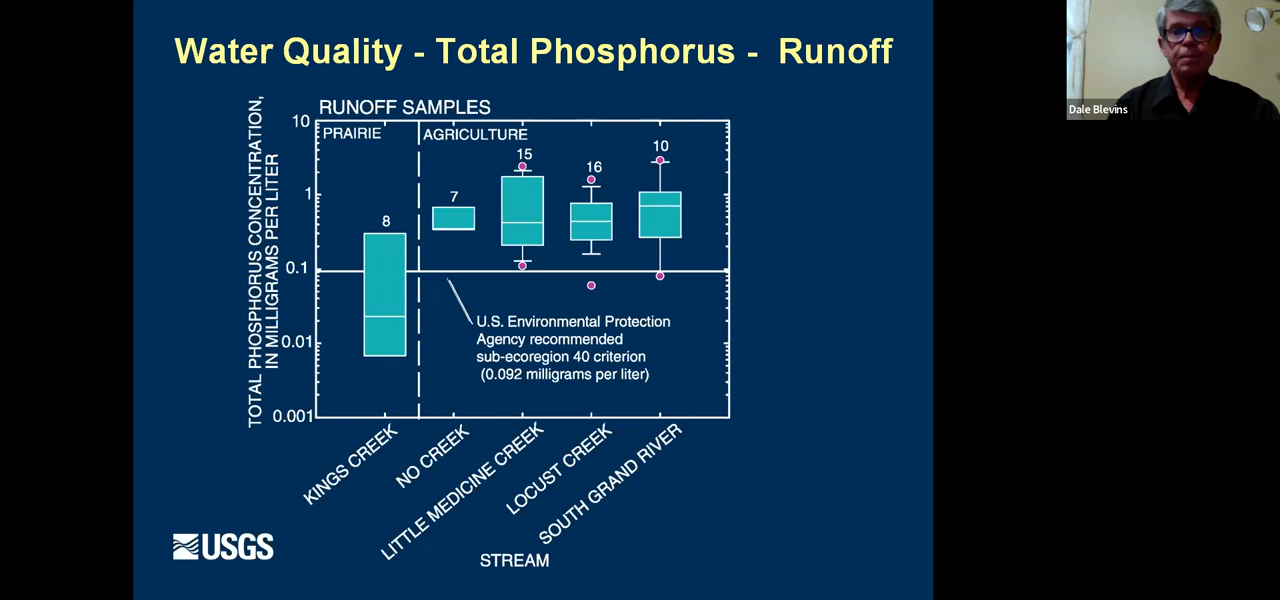 Water Quality - Total Phosphorus - Runoff
Dale Blevins
RUNOFF SAMPLES
TOTAL PHOSPHORUS CONCENTRATION,
IN MILLIGRAMS PER LITER
10
1
0.1
0.01
0.001
PRAIRIE
AGRICULTURE
8
7
15
16
10
U.S. Environmental Protection
Agency recommended
sub-ecoregion 40 criterion
(0.092 milligrams per liter)
KINGS CREEK
NO CREEK
LITTLE MEDICINE CREEK
LOCUST CREEK
SOUTH GRAND RIVER
STREAM
USGS